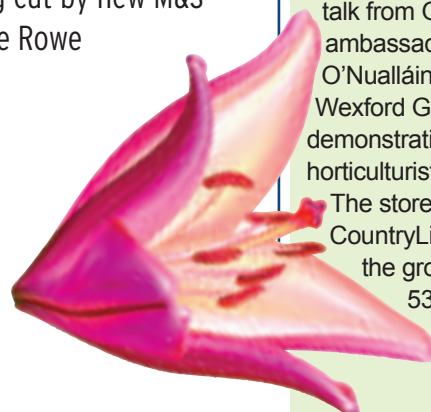 g cut by new M&S
e Rowe
talk from G
ambassad
O'Nualláin
Wexford G
demonstrati
horticulturist
The store
CountryLi
the gro
53